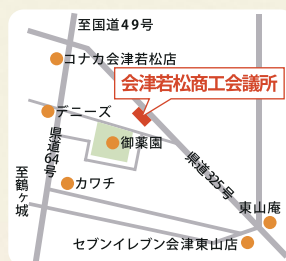 至国道49号
コナカ会津若松店
会津若松商工会議所
デニーズ
御薬園
県道64号
県道325号
至鶴ヶ城
カワチ
東山庵
セブンイレブン会津東山店